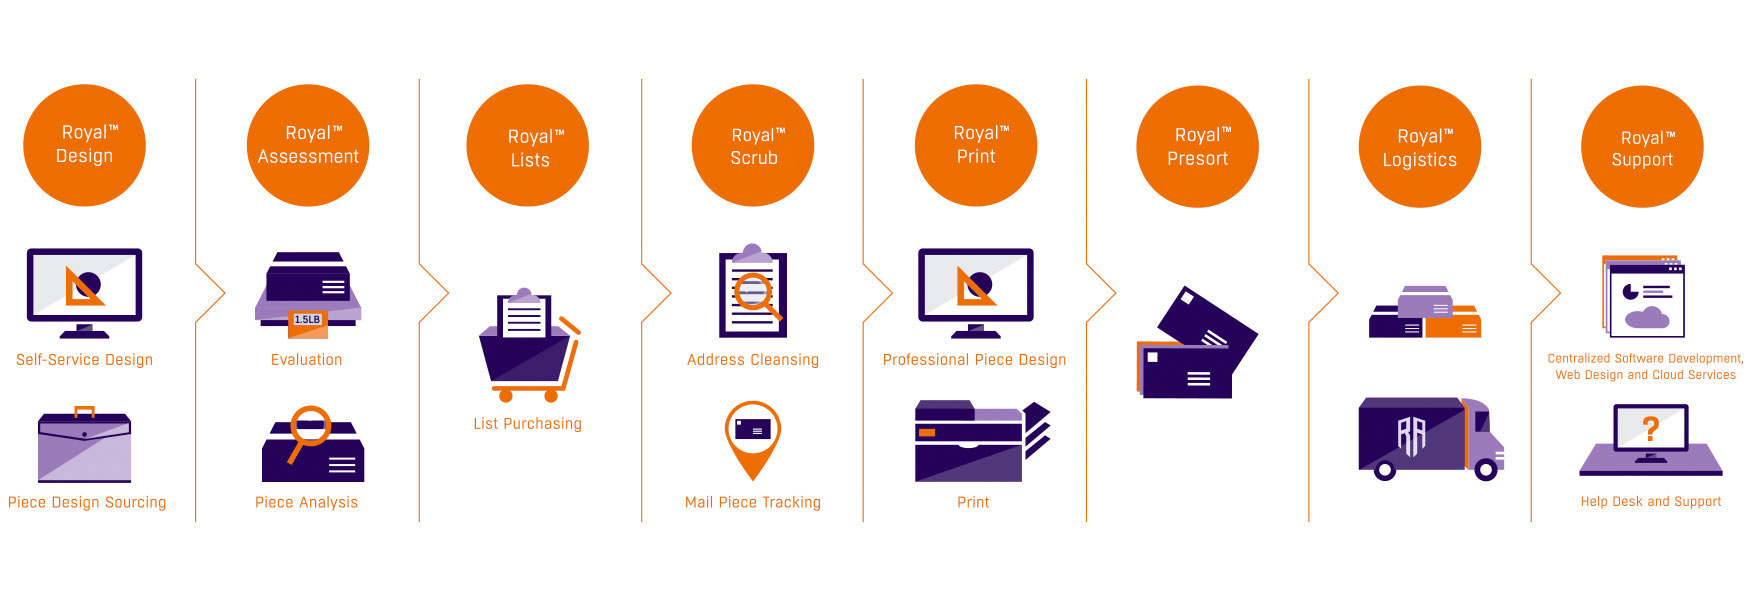 Royal™
Design
Royal™
Assessment
Royal™
Lists
Royal™
Scrub
Royal™
Print
Royal™
Presort
Royal™
Logistics
Royal™
Support
Self-Service Design
Piece Design Sourcing
1.5LB
Evaluation
Piece Analysis
List Purchasing
Address Cleansing
Mail Piece Tracking
Professional Piece Design
Print
RA
Centralized Software Development,
Web Design and Cloud Services
?
Help Desk and Support